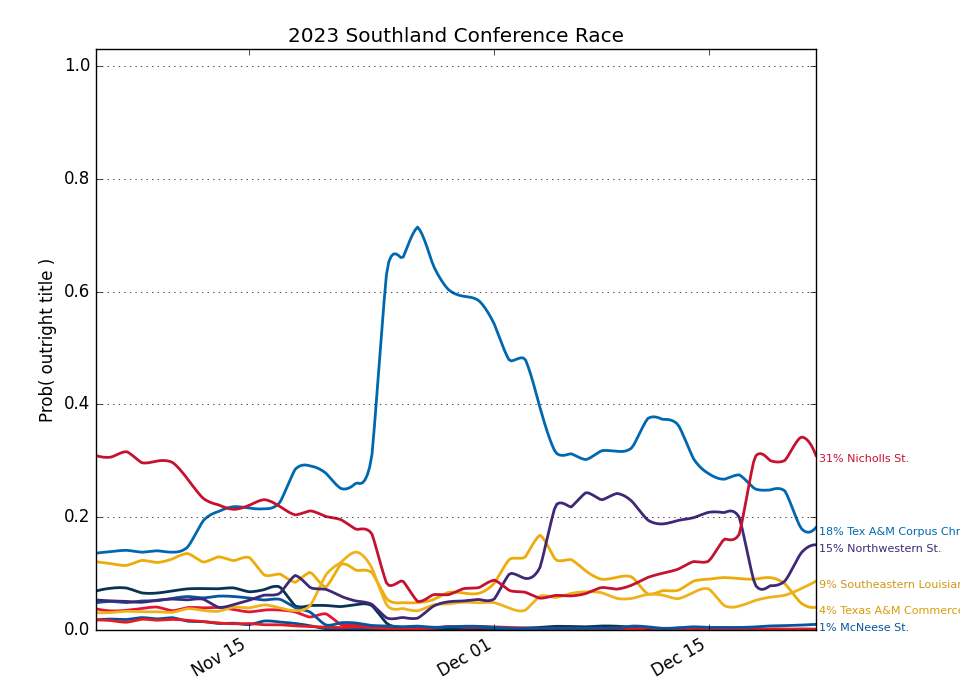 2023 Southland Conference Race
Prob( outright title )
1.0
0.8
0.6
0.4
0.2
0.0
Nov 15
Dec 01
Dec 15
31% Nicholls St.
18% Tex A&M Corpus Chr
15% Northwestern St.
9% Southeastern Louisian
4% Texas A&M Commerce
1% McNeese St.